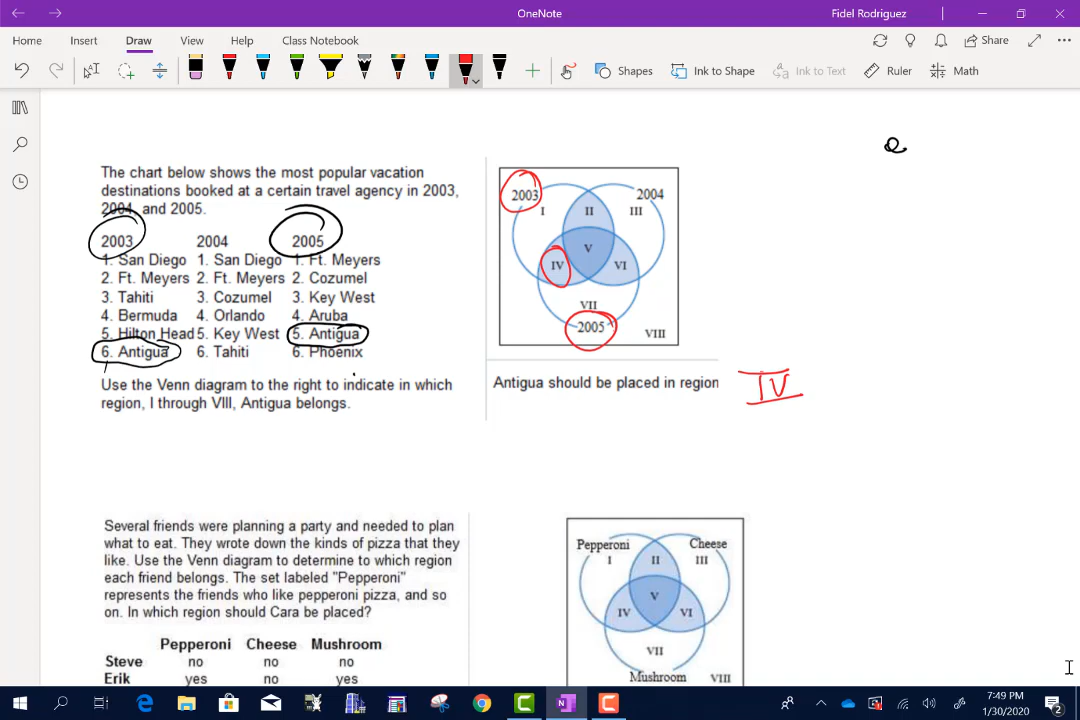 OneNote
Fidel Rodriguez
Home Insert Draw View Help Class Notebook
Share
Shapes Ink to Shape Ink to Text Ruler Math
The chart below shows the most popular vacation
destinations booked at a certain travel agency in 2003,
2004, and 2005.
2003 2004 2005
1. San Diego 1. San Diego 1. Ft. Meyers
2. Ft. Meyers 2. Ft. Meyers 2. Cozumel
3. Tahiti 3. Cozumel 3. Key West
4. Bermuda 4. Orlando 4. Aruba
5. Hilton Head 5. Key West 5. Antigua
6. Antigua 6. Tahiti 6. Phoenix
Use the Venn diagram to the right to indicate in which
region, I through VIII, Antigua belongs.
2003 2004
I II III
V
IV VI
VII
2005 VIII
Antigua should be placed in region IV
Several friends were planning a party and needed to plan
what to eat. They wrote down the kinds of pizza that they
like. Use the Venn diagram to determine to which region
each friend belongs. The set labeled "Pepperoni"
represents the friends who like pepperoni pizza, and so
on. In which region should Cara be placed?
Pepperoni Cheese Mushroom
Steve no no no
Erik yes no yes
Pepperoni Cheese
I II III
V
IV VI
VII
Mushroom VIII
7:49 PM
1/30/2020
2